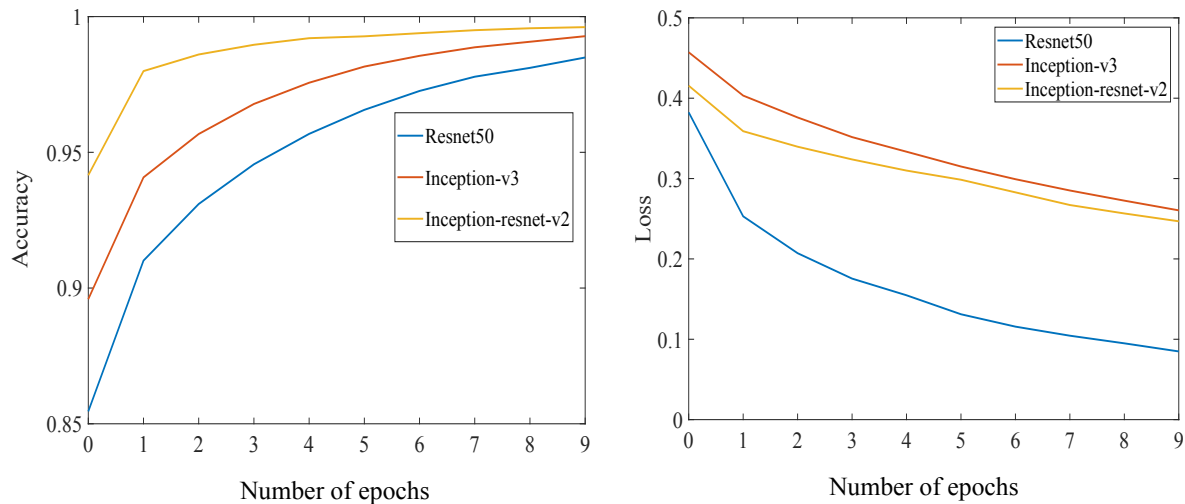 1
0.95
0.9
0.85
Accuracy
Resnet50
Inception-v3
Inception-resnet-v2
0 1 2 3 4 5 6 7 8 9
Number of epochs
0.5
0.4
0.3
0.2
0.1
0
Loss
Resnet50
Inception-v3
Inception-resnet-v2
0 1 2 3 4 5 6 7 8 9
Number of epochs